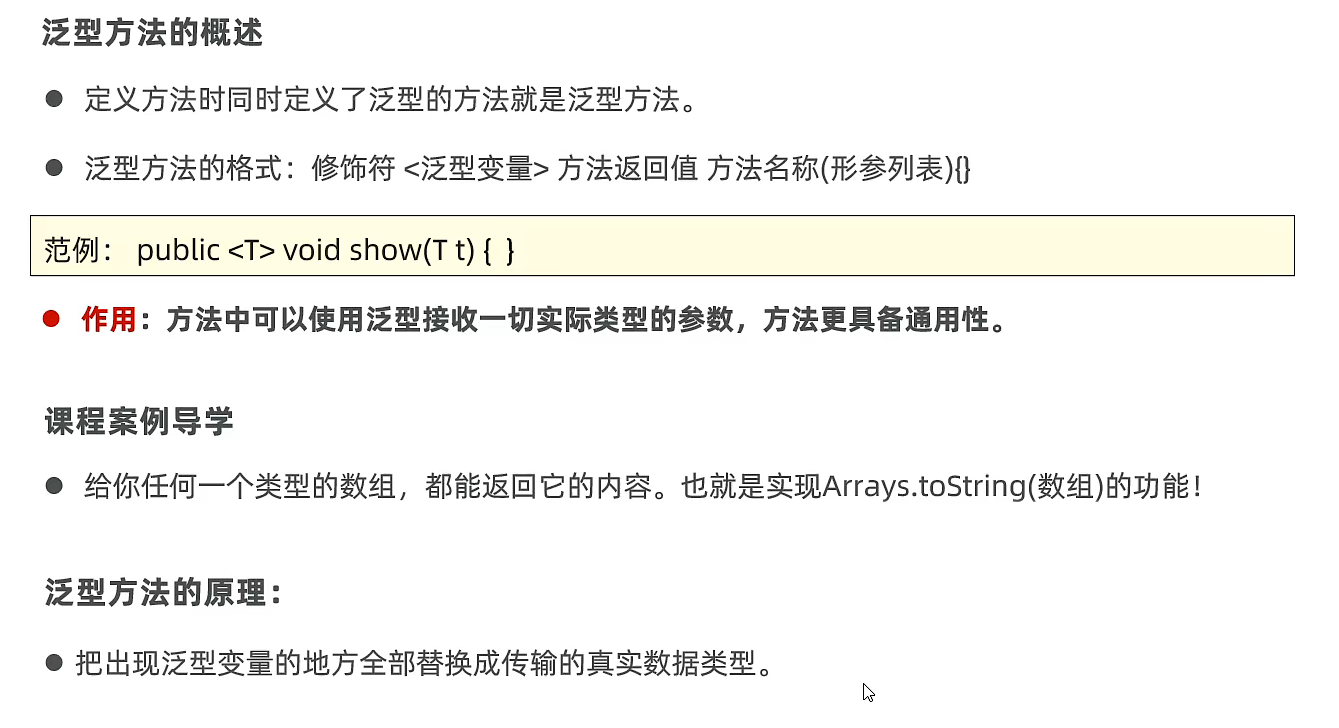 泛型方法的概述
● 定义方法时同时定义了泛型的方法就是泛型方法。
● 泛型方法的格式：修饰符 <泛型变量> 方法返回值 方法名称(形参列表){}
范例： public <T> void show(T t) { }
● 作用：方法中可以使用泛型接收一切实际类型的参数，方法更具备通用性。
课程案例导学
● 给你任何一个类型的数组，都能返回它的内容。也就是实现Arrays.toString(数组)的功能！
泛型方法的原理：
● 把出现泛型变量的地方全部替换成传输的真实数据类型。